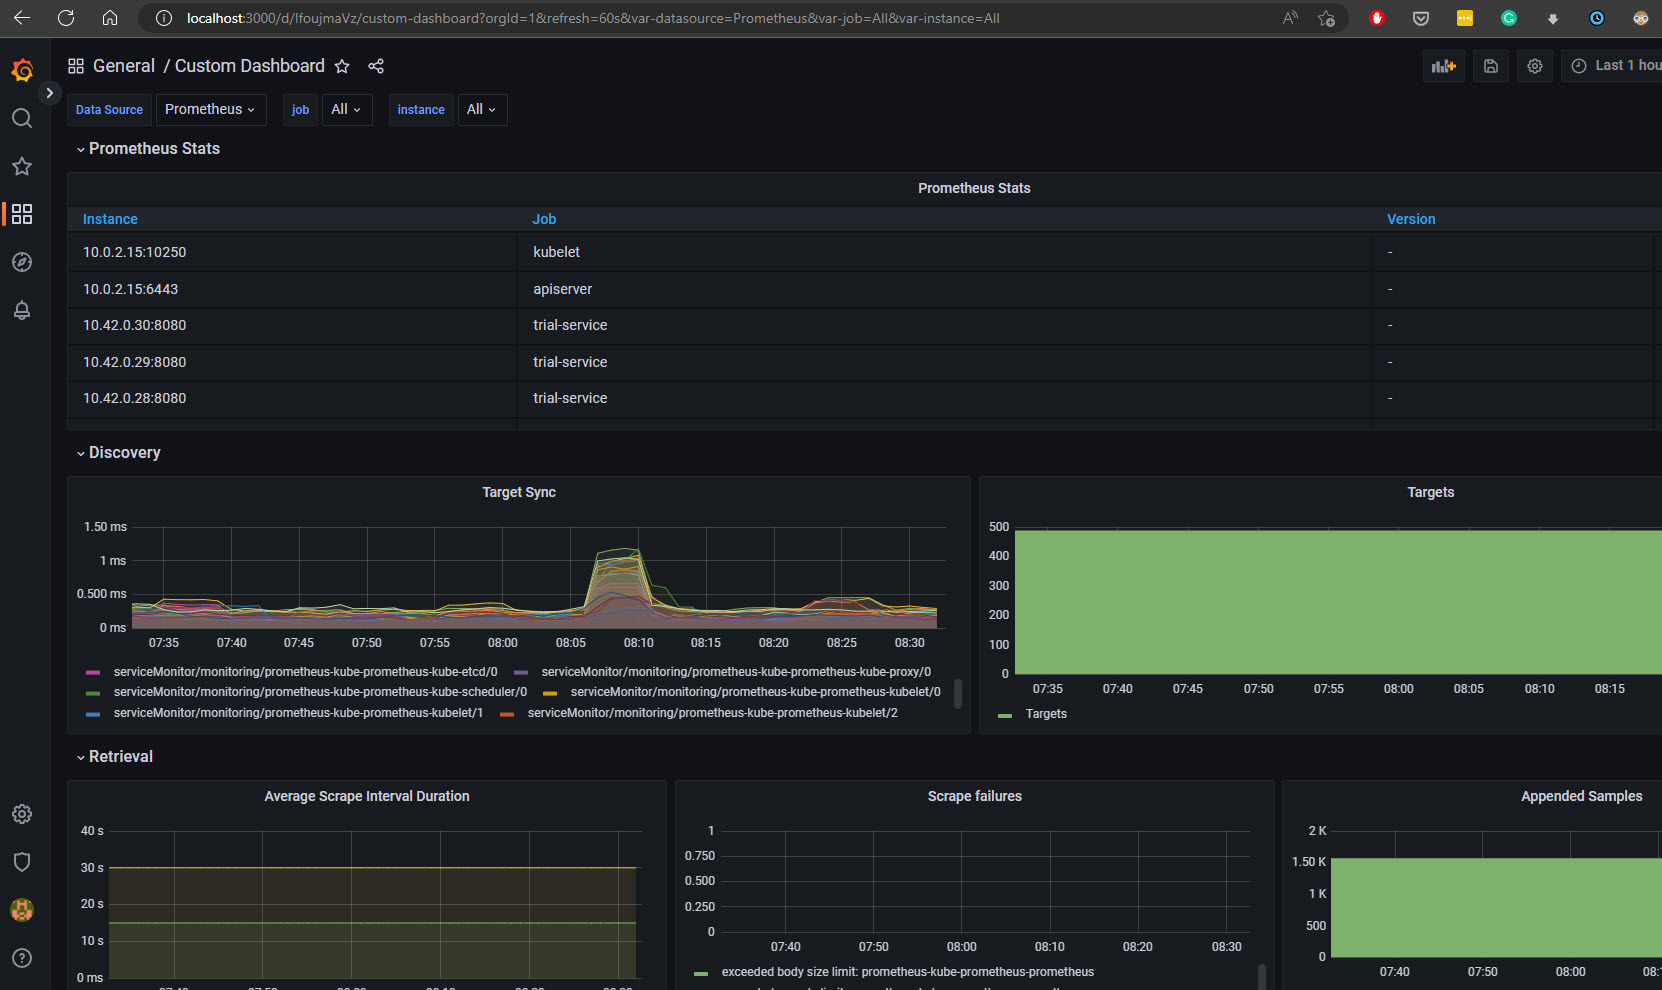 localhost:3000/d/lfoujmaVz/custom-dashboard?orgId=1&refresh=60s&var-datasource=Prometheus&var-job=All&var-instance=All
General / Custom Dashboard
Last 1 hou
Data Source Prometheus job All instance All
Prometheus Stats
Prometheus Stats
Instance Job Version
10.0.2.15:10250 kubelet -
10.0.2.15:6443 apiserver -
10.42.0.30:8080 trial-service -
10.42.0.29:8080 trial-service -
10.42.0.28:8080 trial-service -
Discovery
Target Sync
1.50 ms
1 ms
0.500 ms
0 ms
07:35 07:40 07:45 07:50 07:55 08:00 08:05 08:10 08:15 08:20 08:25 08:30
serviceMonitor/monitoring/prometheus-kube-prometheus-kube-etcd/0 serviceMonitor/monitoring/prometheus-kube-prometheus-kube-proxy/0
serviceMonitor/monitoring/prometheus-kube-prometheus-kube-scheduler/0 serviceMonitor/monitoring/prometheus-kube-prometheus-kubelet/0
serviceMonitor/monitoring/prometheus-kube-prometheus-kubelet/1 serviceMonitor/monitoring/prometheus-kube-prometheus-kubelet/2
Targets
500
400
300
200
100
0
07:35 07:40 07:45 07:50 07:55 08:00 08:05 08:10 08:15
Targets
Retrieval
Average Scrape Interval Duration
40 s
30 s
20 s
10 s
0 ms
Scrape failures
1
0.750
0.500
0.250
0
07:40 07:50 08:00 08:10 08:20 08:30
exceeded body size limit: prometheus-kube-prometheus-prometheus
Appended Samples
2 K
1.50 K
1 K
500
0
07:40 07:50 08:00 08:1